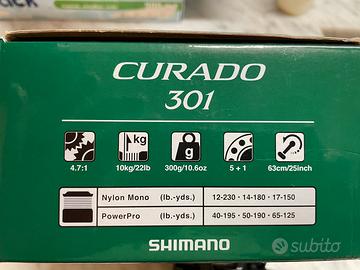 ack
CURADO
301
kg
g
4.7:1
10kg/22lb
300g/10.6oz
5 + 1
63cm/25inch
Nylon Mono (lb.-yds.) 12-230 · 14-180 · 17-150
PowerPro (lb.-yds.) 40-195 · 50-190 · 65-125
SHIMANO
subito